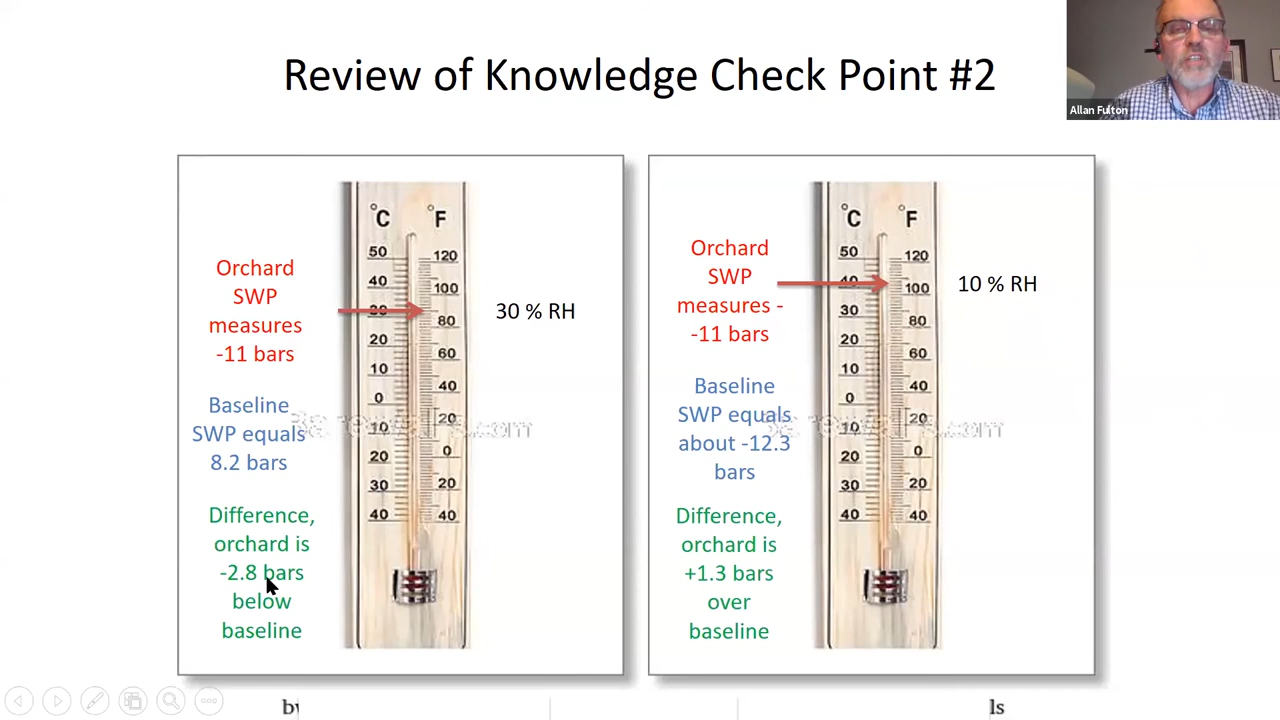 Review of Knowledge Check Point #2
Allan Fulton
°C °F
50 120
40 100
30 80
20 60
10 40
0 20
10 0
20 20
30 40
40
Orchard
SWP
measures
-11 bars
30 % RH
Baseline
SWP equals
8.2 bars
Difference,
orchard is
-2.8 bars
below
baseline
°C °F
50 120
40 100
30 80
20 60
10 40
0 20
10 0
20 20
30 40
40
Orchard
SWP
measures -
-11 bars
10 % RH
Baseline
SWP equals
about -12.3
bars
Difference,
orchard is
+1.3 bars
over
baseline
ls